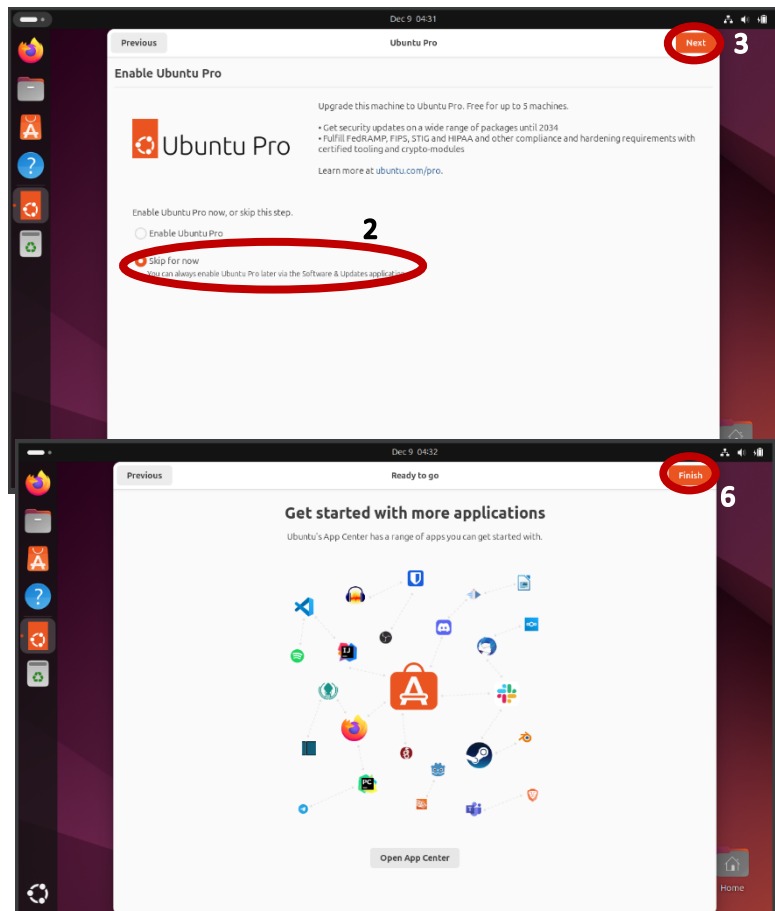 Dec 9 04:31
Previous
Ubuntu Pro
Next
3
Enable Ubuntu Pro
Upgrade this machine to Ubuntu Pro. Free for up to 5 machines.
• Get security updates on a wide range of packages until 2034
• Fulfill FedRAMP, FIPS, STIG and HIPAA and other compliance and hardening requirements with
certified tooling and crypto-modules
Learn more at ubuntu.com/pro.
Ubuntu Pro
Enable Ubuntu Pro now, or skip this step.
Enable Ubuntu Pro
2
Skip for now
You can always enable Ubuntu Pro later via the Software & Updates application
Dec 9 04:32
Previous
Ready to go
Finish
6
Get started with more applications
Ubuntu's App Center has a range of apps you can get started with.
IJ
PC
Open App Center
Home